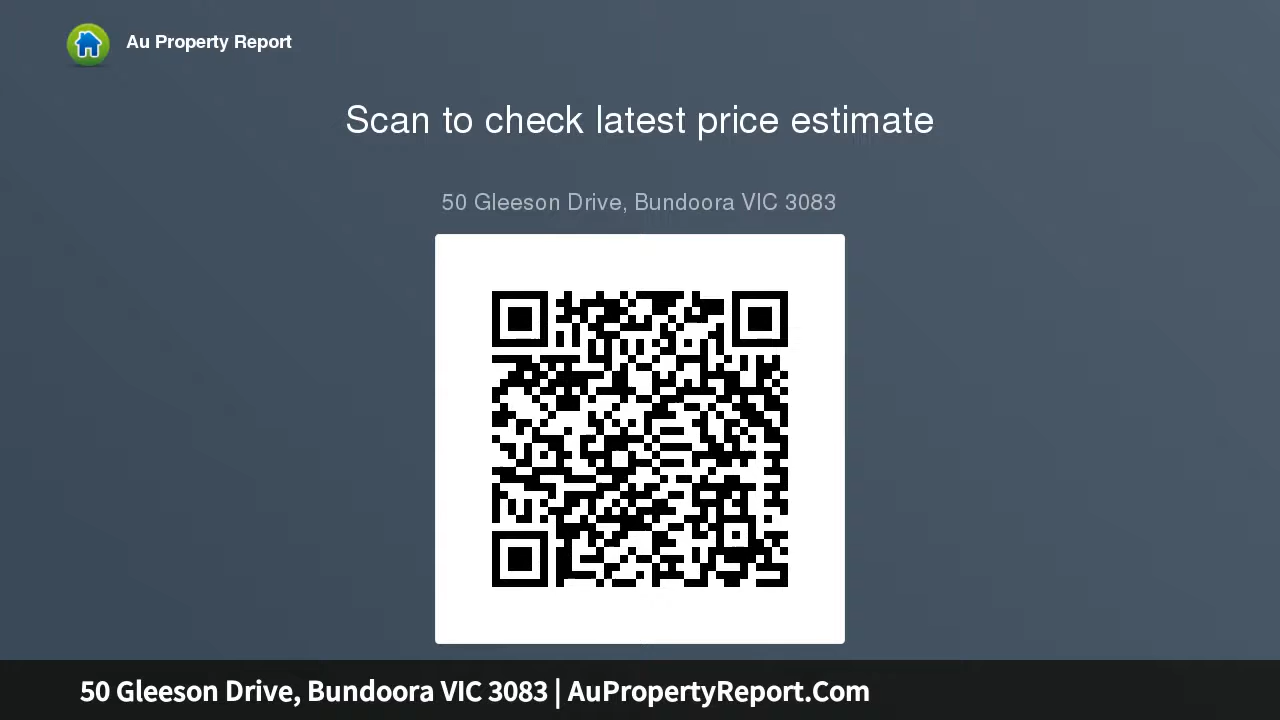 Au Property Report
Scan to check latest price estimate
50 Gleeson Drive, Bundoora VIC 3083
50 Gleeson Drive, Bundoora VIC 3083 | AuPropertyReport.Com